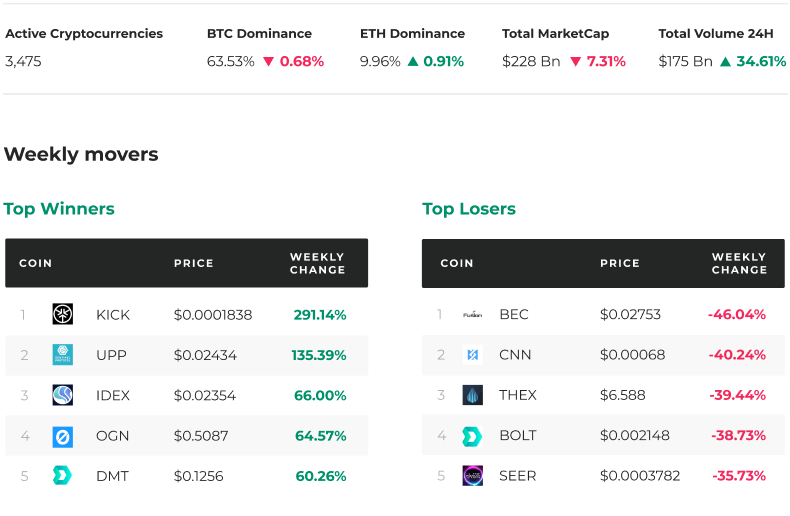 Active Cryptocurrencies BTC Dominance ETH Dominance Total MarketCap Total Volume 24H
3,475 63.53% ▼ 0.68% 9.96% ▲ 0.91% $228 Bn ▼ 7.31% $175 Bn ▲ 34.61%
Weekly movers
Top Winners
COIN PRICE WEEKLY CHANGE
1 KICK $0.0001838 291.14%
2 UPP $0.02434 135.39%
3 IDEX $0.02354 66.00%
4 OGN $0.5087 64.57%
5 DMT $0.1256 60.26%
Top Losers
COIN PRICE WEEKLY CHANGE
1 Fusion BEC $0.02753 -46.04%
2 CNN $0.00068 -40.24%
3 THEX $6.588 -39.44%
4 BOLT $0.002148 -38.73%
5 SEER $0.0003782 -35.73%